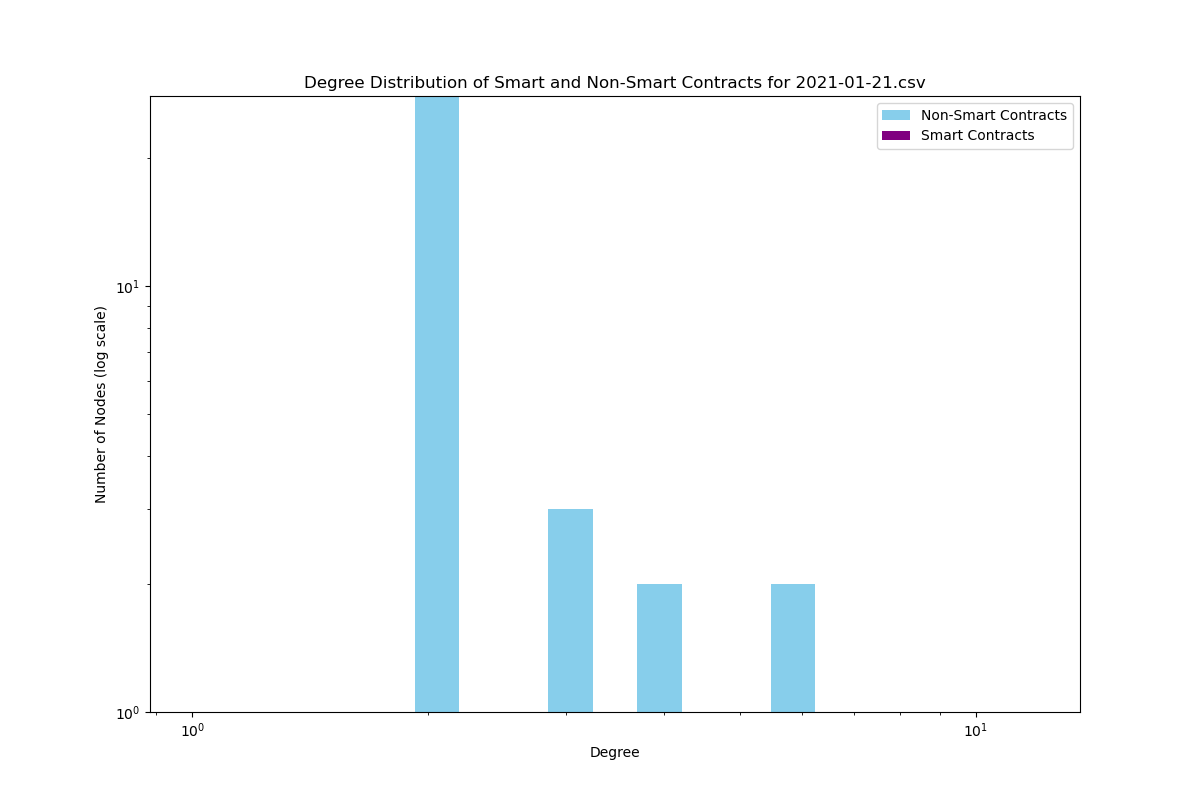 Degree Distribution of Smart and Non-Smart Contracts for 2021-01-21.csv
Non-Smart Contracts
Smart Contracts
Number of Nodes (log scale)
10¹
10⁰
10⁰
10¹
Degree